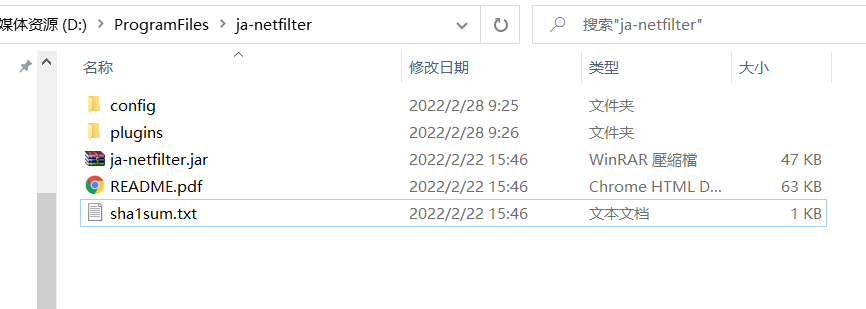 媒体资源 (D:) ProgramFiles ja-netfilter 搜索"ja-netfilter"
名称 修改日期 类型 大小
config 2022/2/28 9:25 文件夹
plugins 2022/2/28 9:26 文件夹
ja-netfilter.jar 2022/2/22 15:46 WinRAR 壓縮檔 47 KB
README.pdf 2022/2/22 15:46 Chrome HTML D... 63 KB
sha1sum.txt 2022/2/22 15:46 文本文档 1 KB